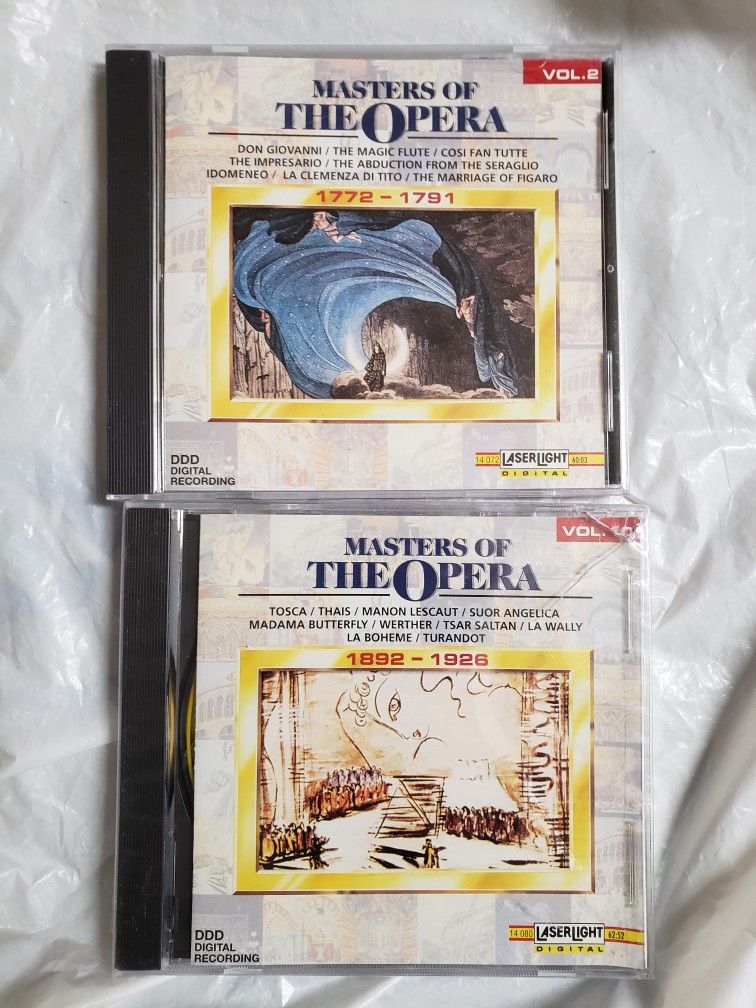 VOL.2
MASTERS OF
THE OPERA
DON GIOVANNI / THE MAGIC FLUTE / COSI FAN TUTTE
THE IMPRESARIO / THE ABDUCTION FROM THE SERAGLIO
IDOMENEO / LA CLEMENZA DI TITO / THE MARRIAGE OF FIGARO
1772 - 1791
DDD
DIGITAL
RECORDING
14 072 LASERLIGHT 60:03
DIGITAL
VOL. 10
MASTERS OF
THE OPERA
TOSCA / THAIS / MANON LESCAUT / SUOR ANGELICA
MADAMA BUTTERFLY / WERTHER / TSAR SALTAN / LA WALLY
LA BOHEME / TURANDOT
1892 - 1926
DDD
DIGITAL
RECORDING
14 080 LASERLIGHT 62:52
DIGITAL